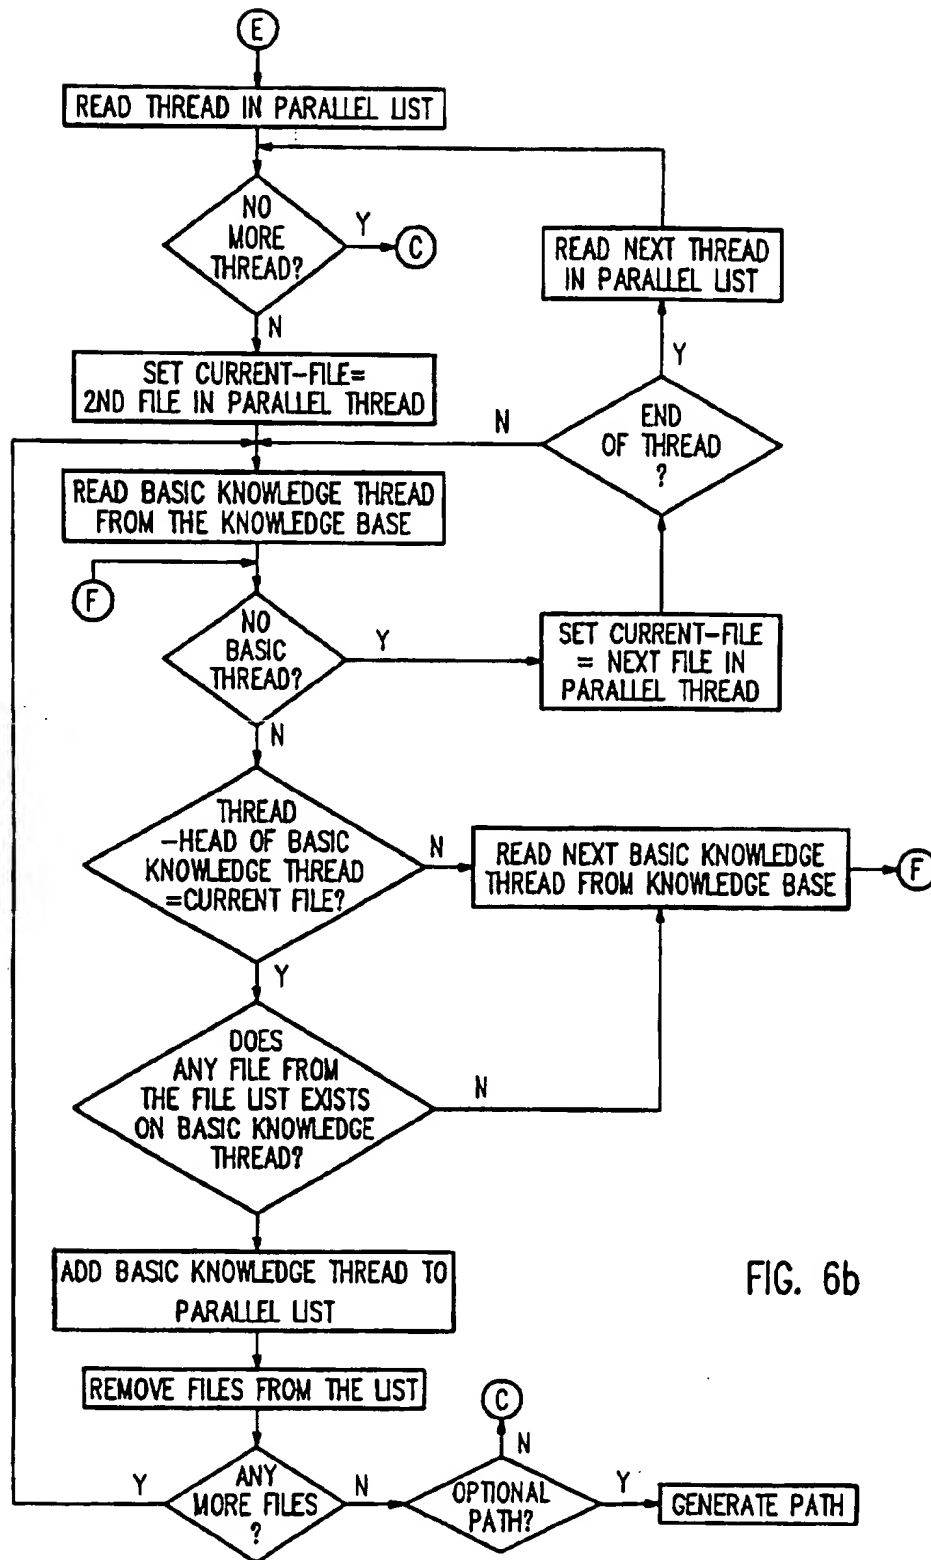 E
READ THREAD IN PARALLEL LIST
NO
MORE
THREAD?
Y
C
READ NEXT THREAD
IN PARALLEL LIST
N
Y
SET CURRENT-FILE=
2ND FILE IN PARALLEL THREAD
N
END
OF THREAD
?
READ BASIC KNOWLEDGE THREAD
FROM THE KNOWLEDGE BASE
F
NO
BASIC
THREAD?
Y
SET CURRENT-FILE
= NEXT FILE IN
PARALLEL THREAD
N
THREAD
-HEAD OF BASIC
KNOWLEDGE THREAD
=CURRENT FILE?
N
READ NEXT BASIC KNOWLEDGE
THREAD FROM KNOWLEDGE BASE
F
Y
DOES
ANY FILE FROM
THE FILE LIST EXISTS
ON BASIC KNOWLEDGE
THREAD?
N
ADD BASIC KNOWLEDGE THREAD TO
PARALLEL LIST
FIG. 6b
REMOVE FILES FROM THE LIST
C
N
Y
ANY
MORE FILES
?
N
OPTIONAL
PATH?
Y
GENERATE PATH